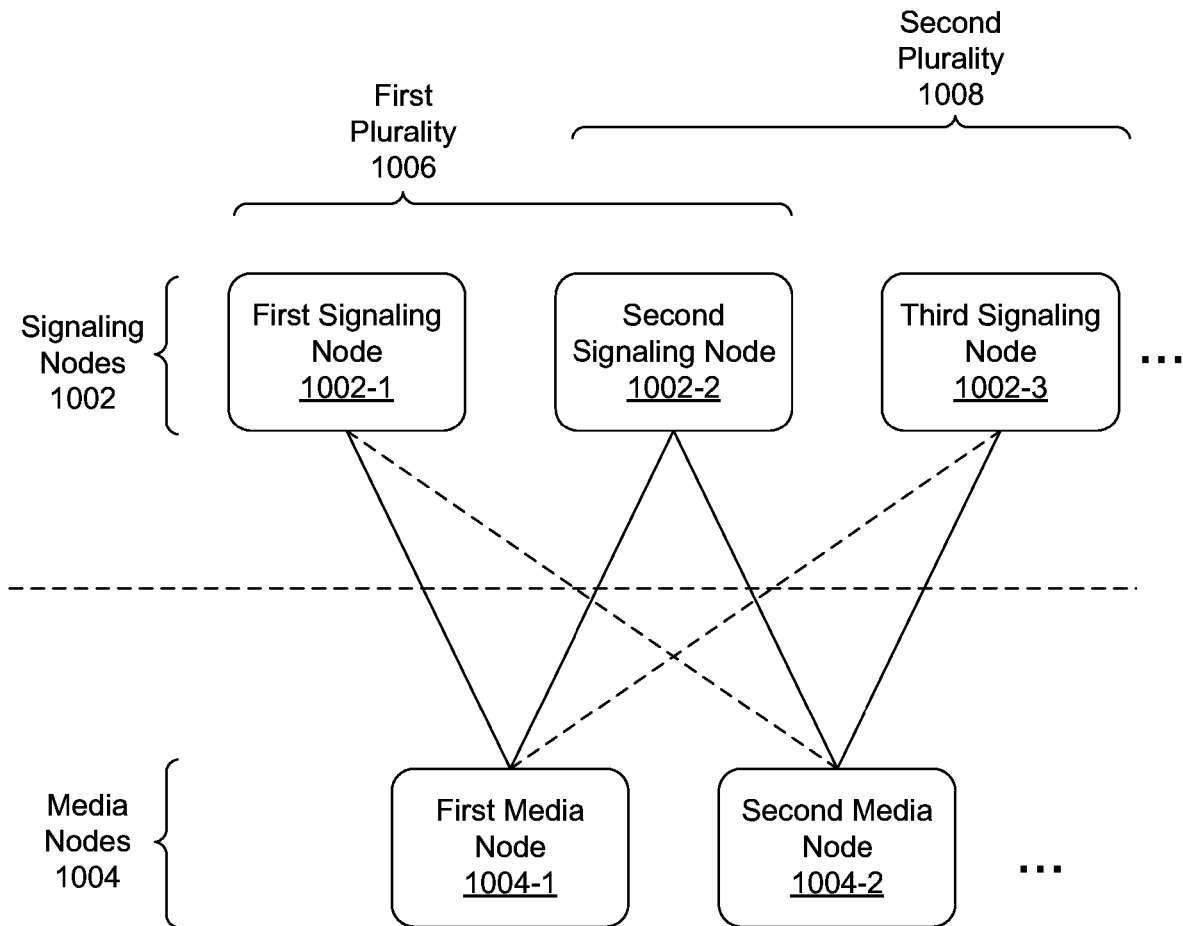 Second
Plurality
1008
First
Plurality
1006
Signaling
Nodes
1002
First Signaling
Node
1002-1
Second
Signaling Node
1002-2
Third Signaling
Node
1002-3
...
Media
Nodes
1004
First Media
Node
1004-1
Second Media
Node
1004-2
...